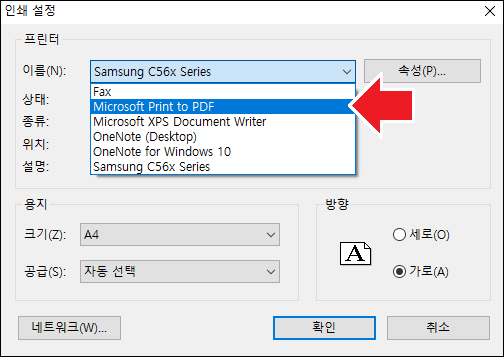 인쇄 설정
프린터
이름(N): Samsung C56x Series 속성(P)...
상태: Fax
Microsoft Print to PDF
종류: Microsoft XPS Document Writer
위치: OneNote (Desktop)
OneNote for Windows 10
설명: Samsung C56x Series
용지
크기(Z): A4
공급(S): 자동 선택
방향
A
세로(O)
가로(A)
네트워크(W)... 확인 취소